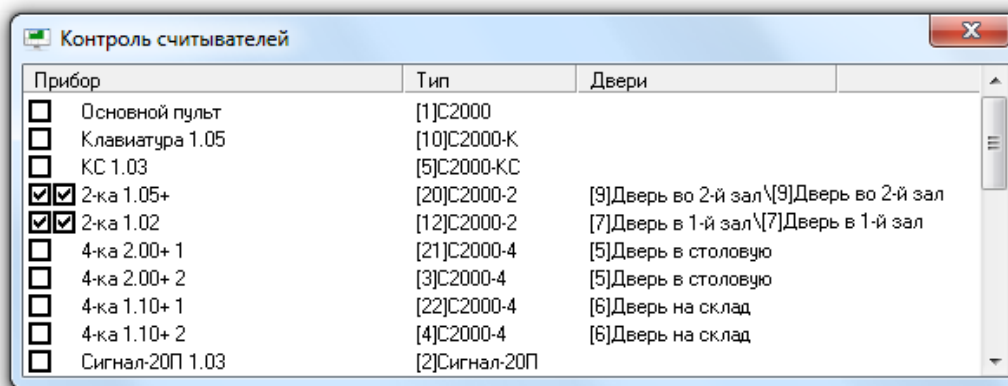 Контроль считывателей
Прибор Тип Двери
Основной пульт [1]С2000
Клавиатура 1.05 [10]С2000-К
КС 1.03 [5]С2000-КС
2-ка 1.05+ [20]С2000-2 [9]Дверь во 2-й зал\[9]Дверь во 2-й зал
2-ка 1.02 [12]С2000-2 [7]Дверь в 1-й зал\[7]Дверь в 1-й зал
4-ка 2.00+ 1 [21]С2000-4 [5]Дверь в столовую
4-ка 2.00+ 2 [3]С2000-4 [5]Дверь в столовую
4-ка 1.10+ 1 [22]С2000-4 [6]Дверь на склад
4-ка 1.10+ 2 [4]С2000-4 [6]Дверь на склад
Сигнал-20П 1.03 [2]Сигнал-20П